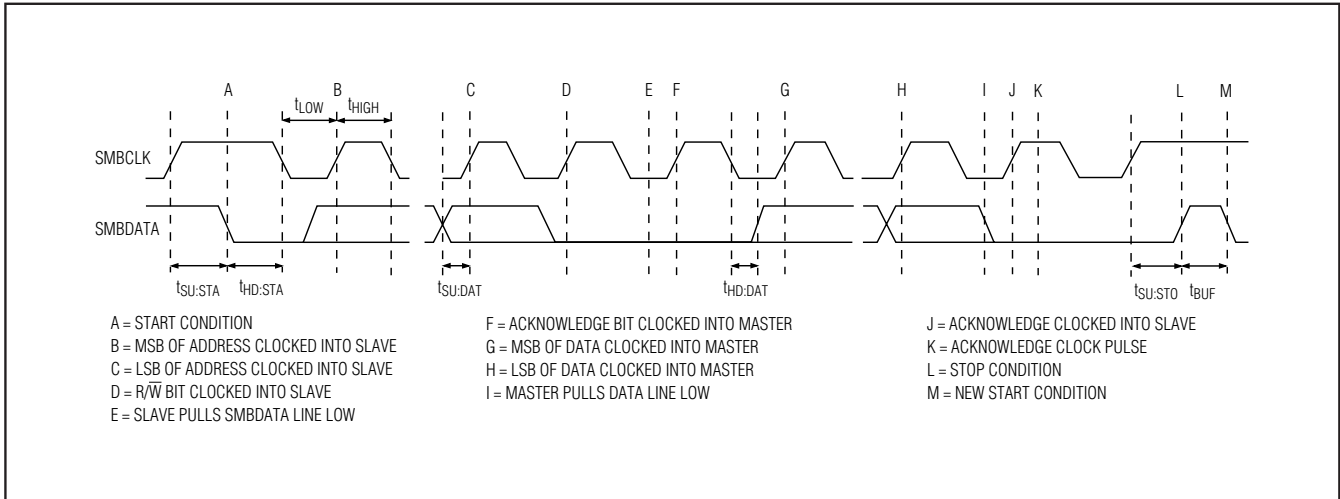 A B C D E F G H I J K L M
tLOW tHIGH
SMBCLK
SMBDATA
tSU:STA tHD:STA tSU:DAT tHD:DAT tSU:STO tBUF
A = START CONDITION
B = MSB OF ADDRESS CLOCKED INTO SLAVE
C = LSB OF ADDRESS CLOCKED INTO SLAVE
D = R/W̅ BIT CLOCKED INTO SLAVE
E = SLAVE PULLS SMBDATA LINE LOW
F = ACKNOWLEDGE BIT CLOCKED INTO MASTER
G = MSB OF DATA CLOCKED INTO MASTER
H = LSB OF DATA CLOCKED INTO MASTER
I = MASTER PULLS DATA LINE LOW
J = ACKNOWLEDGE CLOCKED INTO SLAVE
K = ACKNOWLEDGE CLOCK PULSE
L = STOP CONDITION
M = NEW START CONDITION